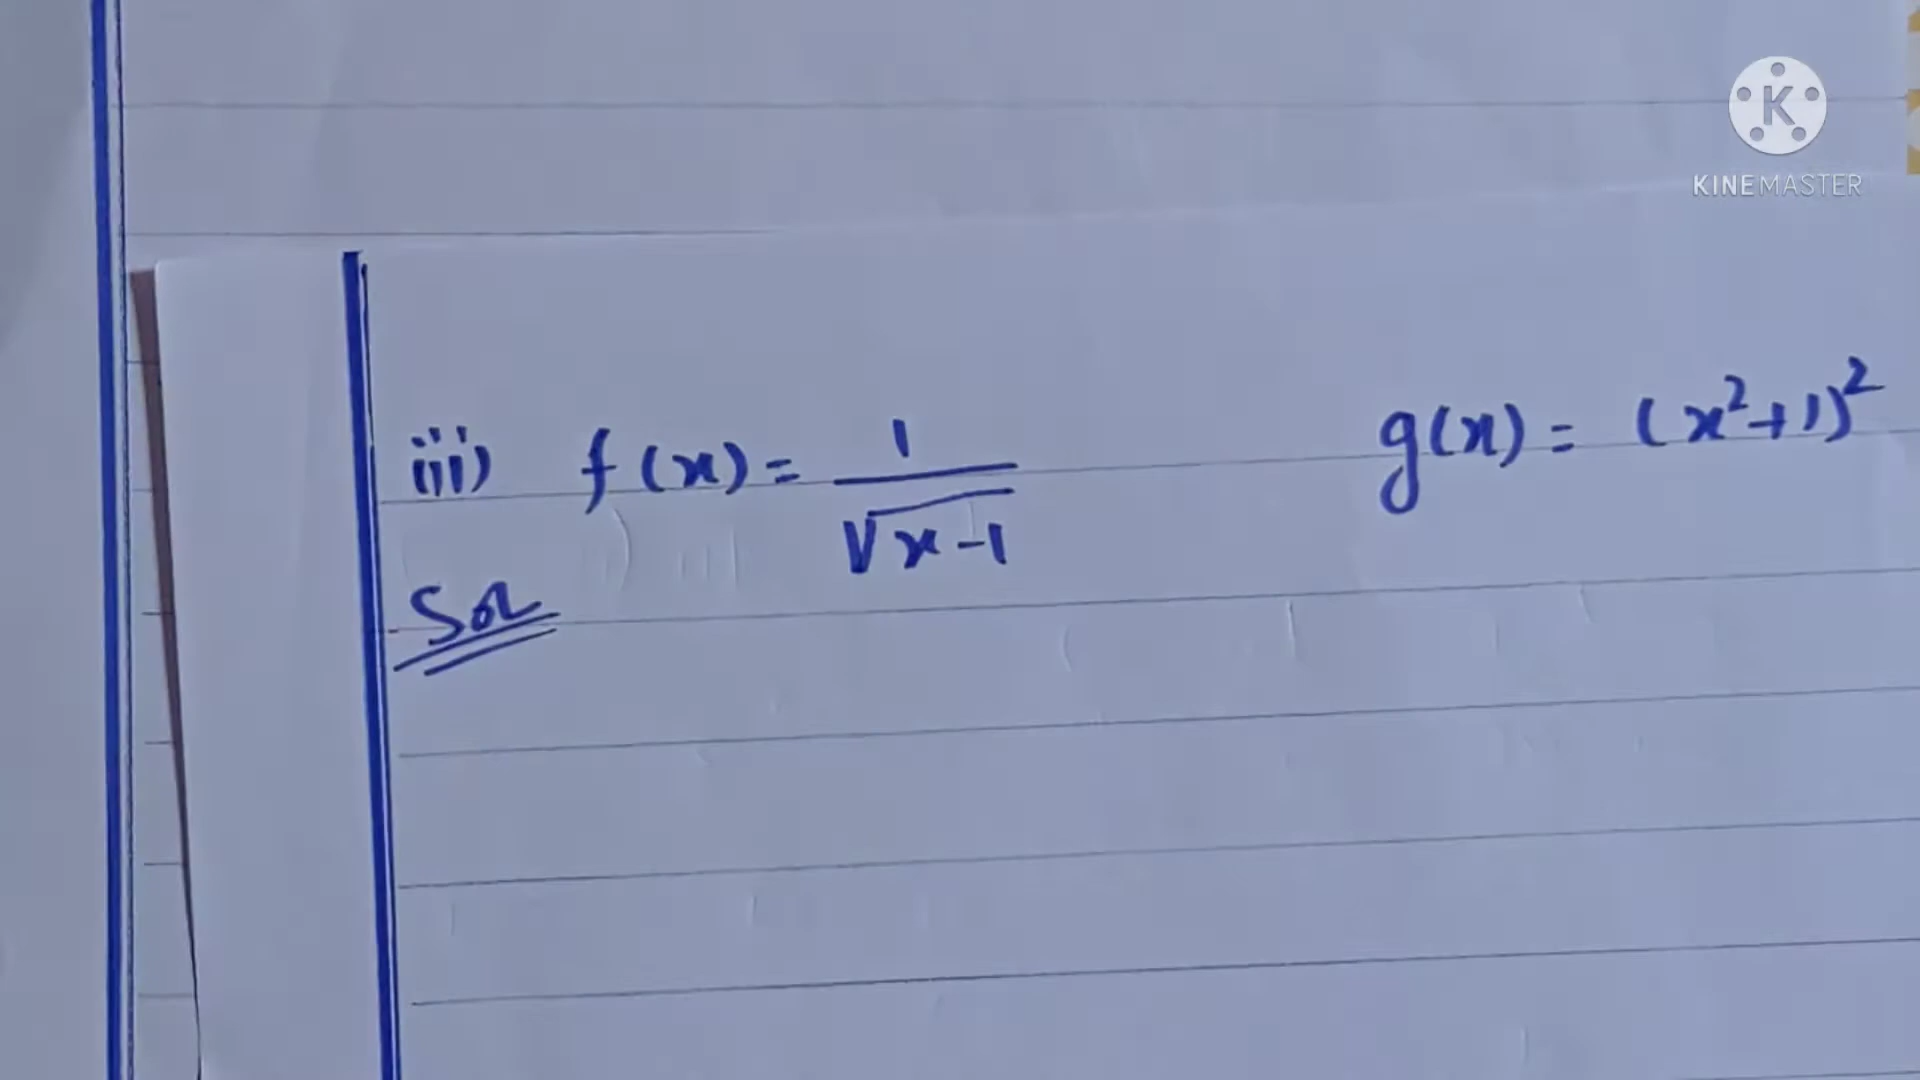 K
KINEMASTER
iii) f(x) = 1/√x-1 g(x) = (x²+1)²
Sol